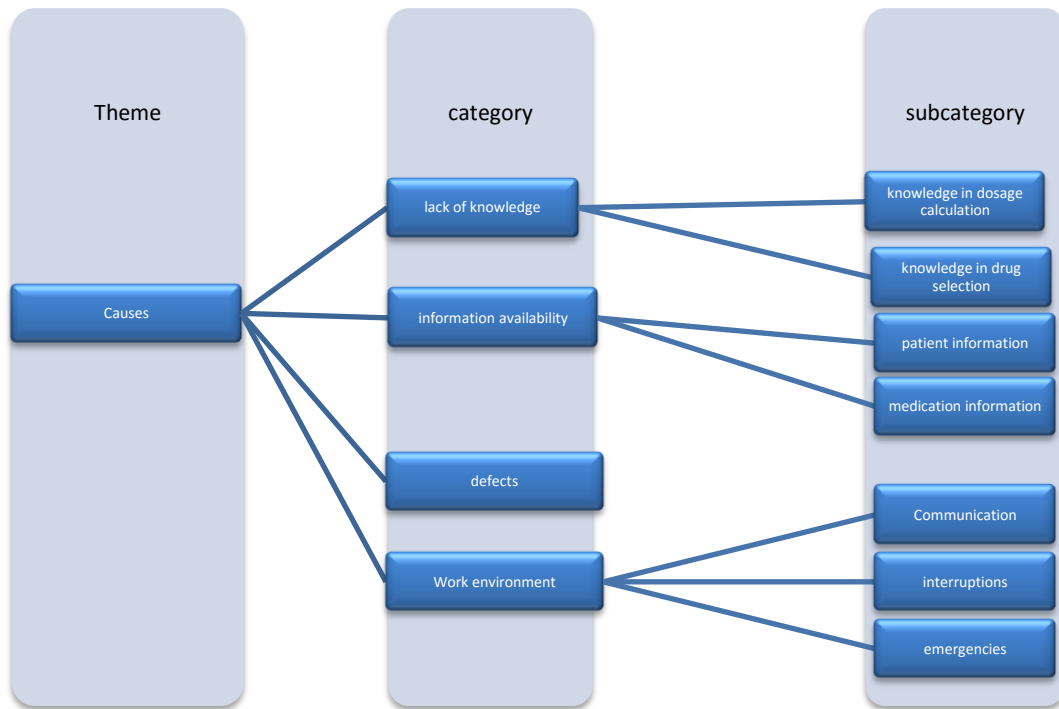 Theme
category
subcategory
Causes
lack of knowledge
information availability
defects
Work environment
knowledge in dosage
calculation
knowledge in drug
selection
patient information
medication information
Communication
interruptions
emergencies